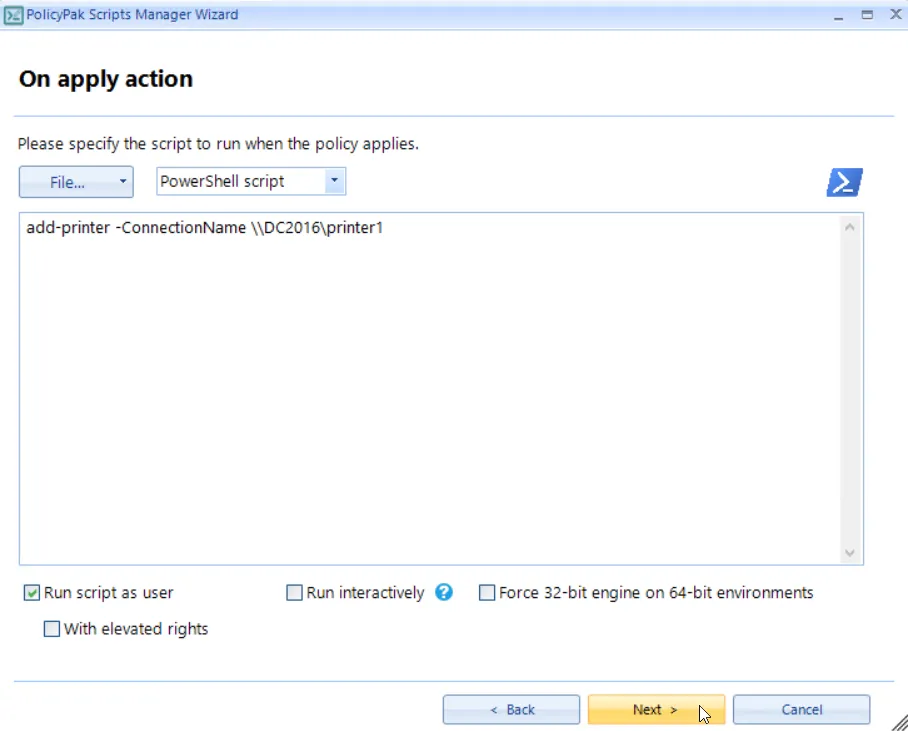 PolicyPak Scripts Manager Wizard
On apply action
Please specify the script to run when the policy applies.
File... PowerShell script
add-printer -ConnectionName \\DC2016\printer1
Run script as user Run interactively ? Force 32-bit engine on 64-bit environments
With elevated rights
< Back Next > Cancel